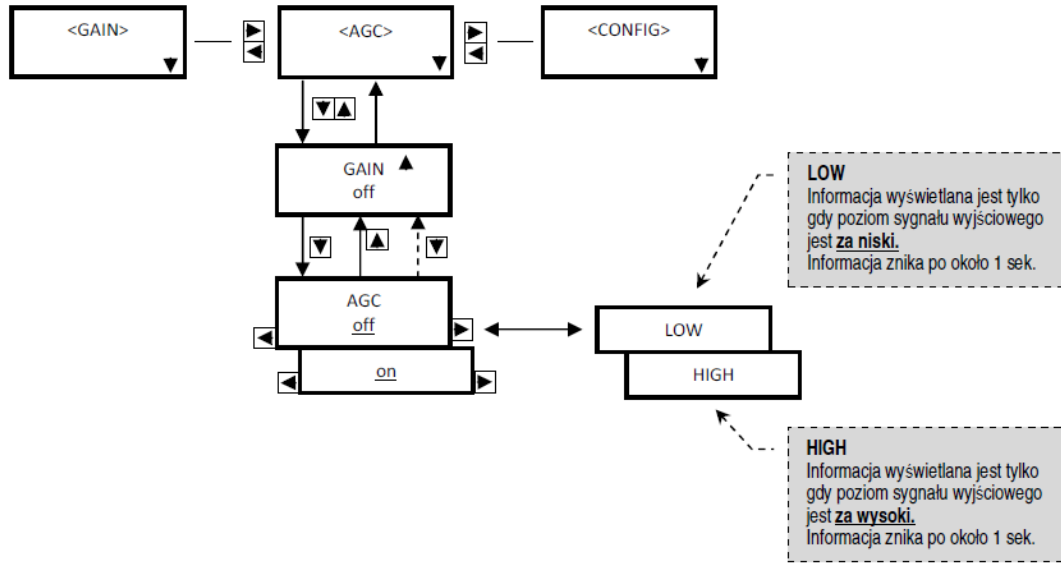 <GAIN>
<AGC>
<CONFIG>
GAIN
off
AGC
off
on
LOW
HIGH
LOW
Informacja wyświetlana jest tylko
gdy poziom sygnału wyjściowego
jest za niski.
Informacja znika po około 1 sek.
HIGH
Informacja wyświetlana jest tylko
gdy poziom sygnału wyjściowego
jest za wysoki.
Informacja znika po około 1 sek.